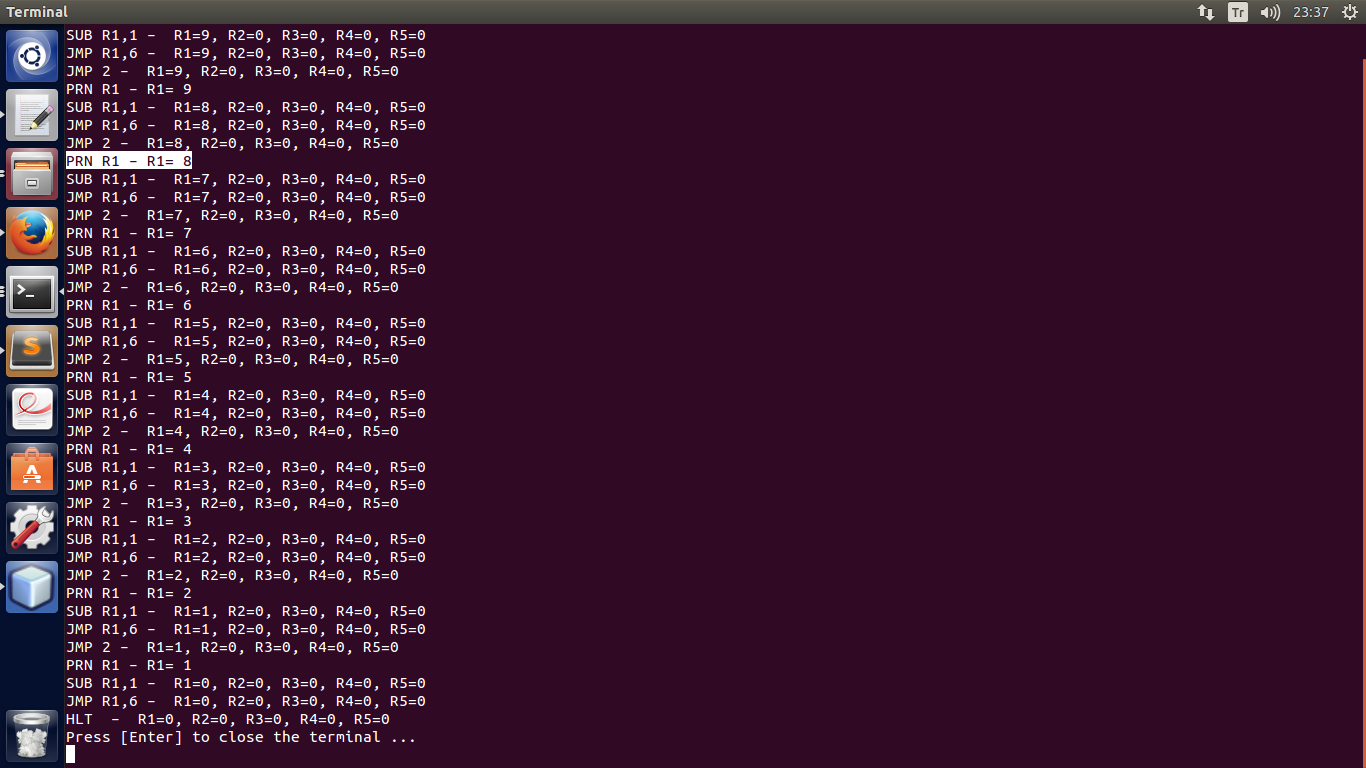 Terminal
Tr
23:37
SUB R1,1 -  R1=9, R2=0, R3=0, R4=0, R5=0
JMP R1,6 -  R1=9, R2=0, R3=0, R4=0, R5=0
JMP 2 -  R1=9, R2=0, R3=0, R4=0, R5=0
PRN R1 - R1= 9
SUB R1,1 -  R1=8, R2=0, R3=0, R4=0, R5=0
JMP R1,6 -  R1=8, R2=0, R3=0, R4=0, R5=0
JMP 2 -  R1=8, R2=0, R3=0, R4=0, R5=0
PRN R1 - R1= 8
SUB R1,1 -  R1=7, R2=0, R3=0, R4=0, R5=0
JMP R1,6 -  R1=7, R2=0, R3=0, R4=0, R5=0
JMP 2 -  R1=7, R2=0, R3=0, R4=0, R5=0
PRN R1 - R1= 7
SUB R1,1 -  R1=6, R2=0, R3=0, R4=0, R5=0
JMP R1,6 -  R1=6, R2=0, R3=0, R4=0, R5=0
JMP 2 -  R1=6, R2=0, R3=0, R4=0, R5=0
PRN R1 - R1= 6
SUB R1,1 -  R1=5, R2=0, R3=0, R4=0, R5=0
JMP R1,6 -  R1=5, R2=0, R3=0, R4=0, R5=0
JMP 2 -  R1=5, R2=0, R3=0, R4=0, R5=0
PRN R1 - R1= 5
SUB R1,1 -  R1=4, R2=0, R3=0, R4=0, R5=0
JMP R1,6 -  R1=4, R2=0, R3=0, R4=0, R5=0
JMP 2 -  R1=4, R2=0, R3=0, R4=0, R5=0
PRN R1 - R1= 4
SUB R1,1 -  R1=3, R2=0, R3=0, R4=0, R5=0
JMP R1,6 -  R1=3, R2=0, R3=0, R4=0, R5=0
JMP 2 -  R1=3, R2=0, R3=0, R4=0, R5=0
PRN R1 - R1= 3
SUB R1,1 -  R1=2, R2=0, R3=0, R4=0, R5=0
JMP R1,6 -  R1=2, R2=0, R3=0, R4=0, R5=0
JMP 2 -  R1=2, R2=0, R3=0, R4=0, R5=0
PRN R1 - R1= 2
SUB R1,1 -  R1=1, R2=0, R3=0, R4=0, R5=0
JMP R1,6 -  R1=1, R2=0, R3=0, R4=0, R5=0
JMP 2 -  R1=1, R2=0, R3=0, R4=0, R5=0
PRN R1 - R1= 1
SUB R1,1 -  R1=0, R2=0, R3=0, R4=0, R5=0
JMP R1,6 -  R1=0, R2=0, R3=0, R4=0, R5=0
HLT  -  R1=0, R2=0, R3=0, R4=0, R5=0
Press [Enter] to close the terminal ...